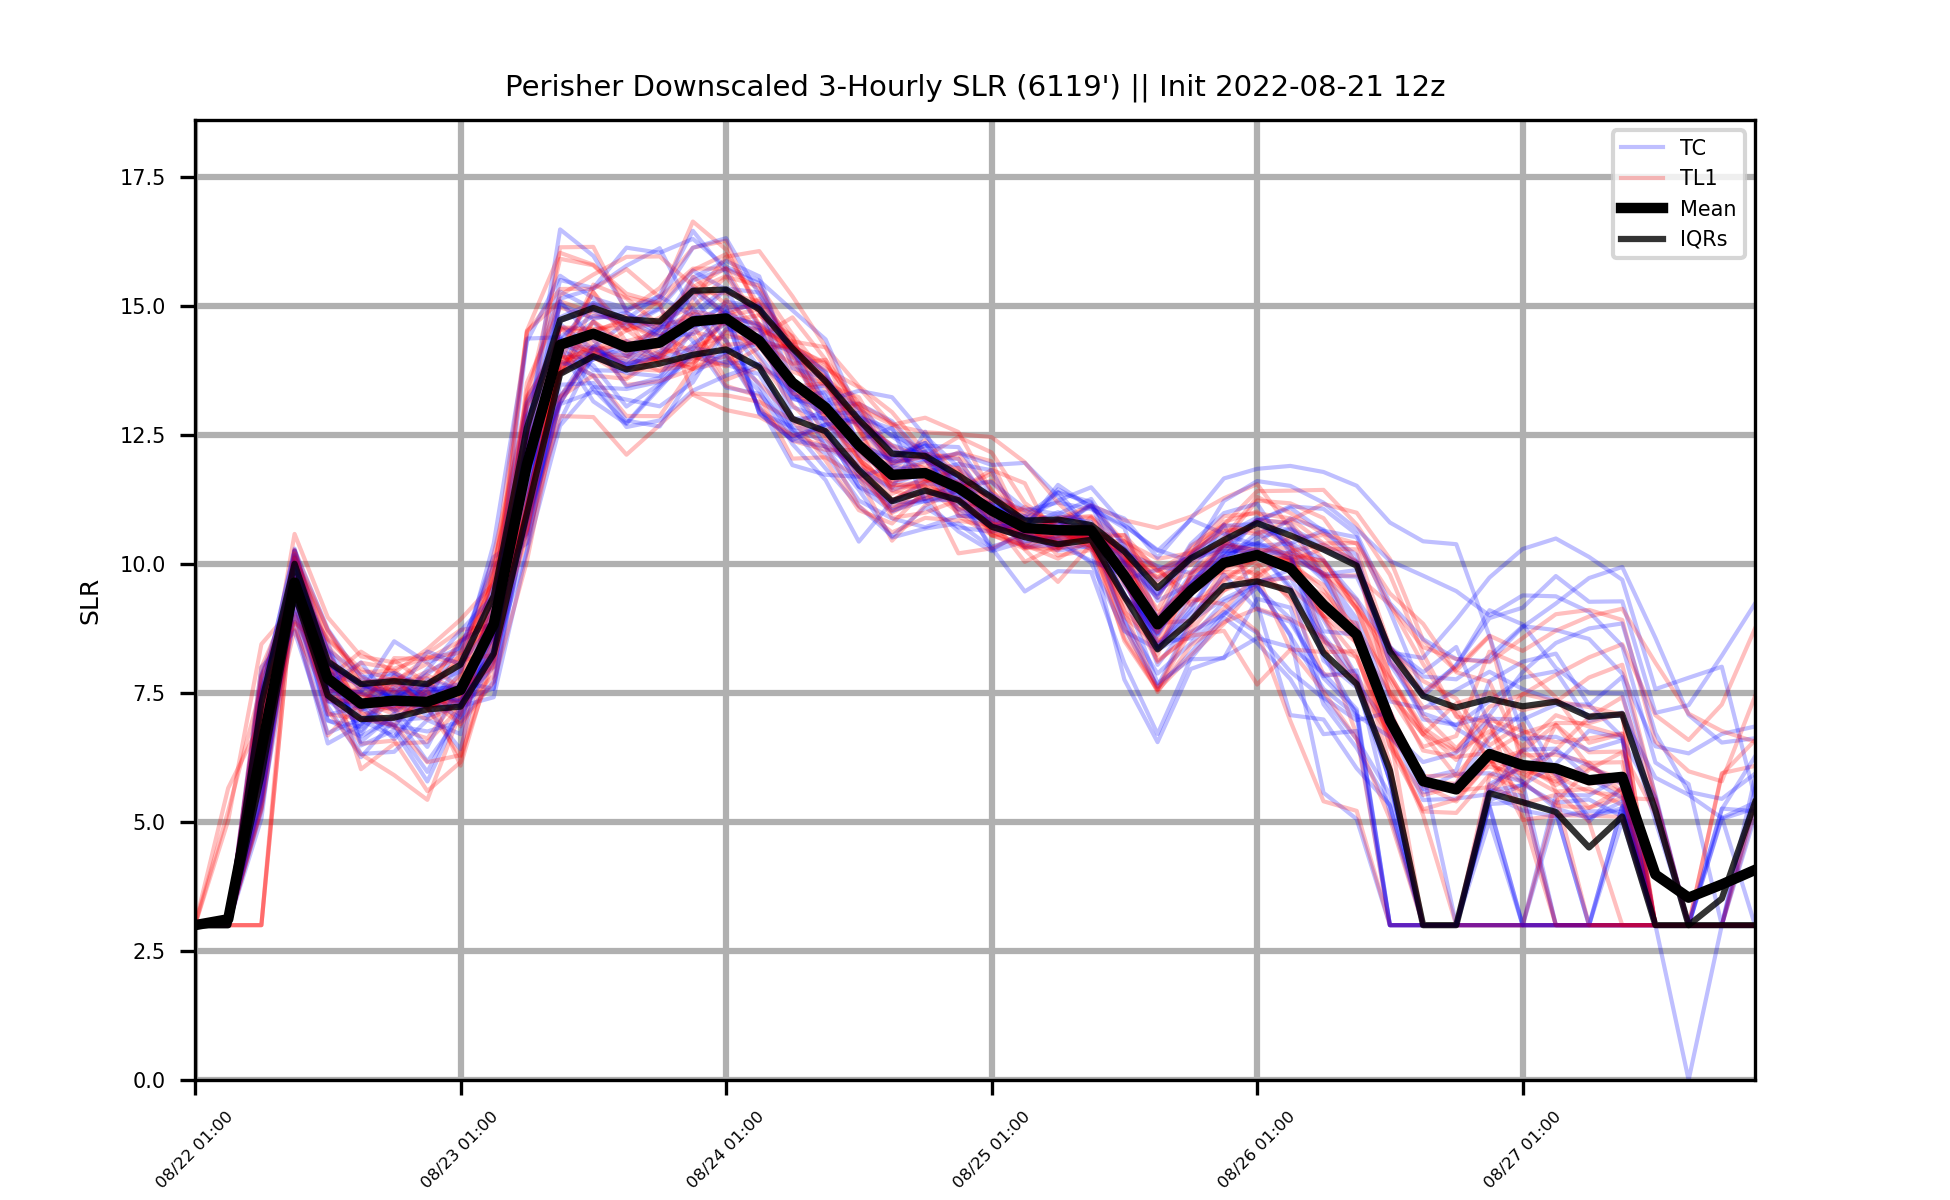 Perisher Downscaled 3-Hourly SLR (6119') || Init 2022-08-21 12z
TC
TL1
Mean
IQRs
17.5
15.0
12.5
10.0
7.5
5.0
2.5
0.0
SLR
08/22 01:00
08/23 01:00
08/24 01:00
08/25 01:00
08/26 01:00
08/27 01:00